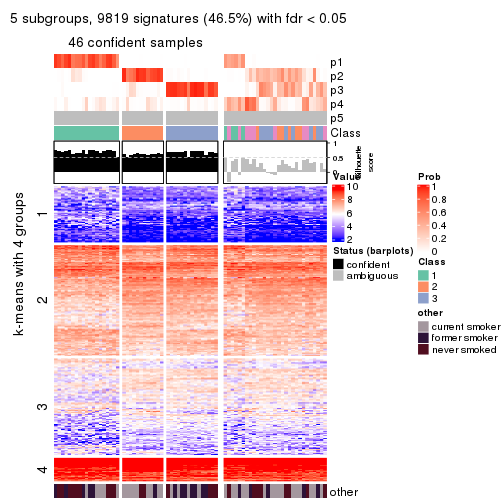 5 subgroups, 9819 signatures (46.5%) with fdr < 0.05
46 confident samples
p1
p2
p3
p4
p5
Class
1
0.5
0
Silhouette
score
k-means with 4 groups
1
2
3
4
Value
10
8
6
4
2
Status (barplots)
confident
ambiguous
Prob
1
0.8
0.6
0.4
0.2
0
Class
1
2
3
other
current smoker
former smoker
never smoked
other